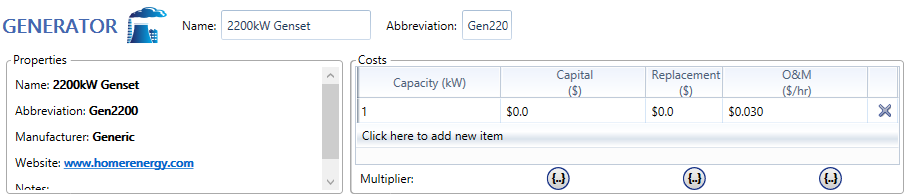 GENERATOR Name: 2200kW Genset Abbreviation: Gen220
Properties
Name: 2200kW Genset
Abbreviation: Gen2200
Manufacturer: Generic
Website: www.homerenergy.com
Notes:
Costs
Capacity (kW) Capital ($) Replacement ($) O&M ($/hr)
1 $0.0 $0.0 $0.030
Click here to add new item
Multiplier: {..} {..} {..}